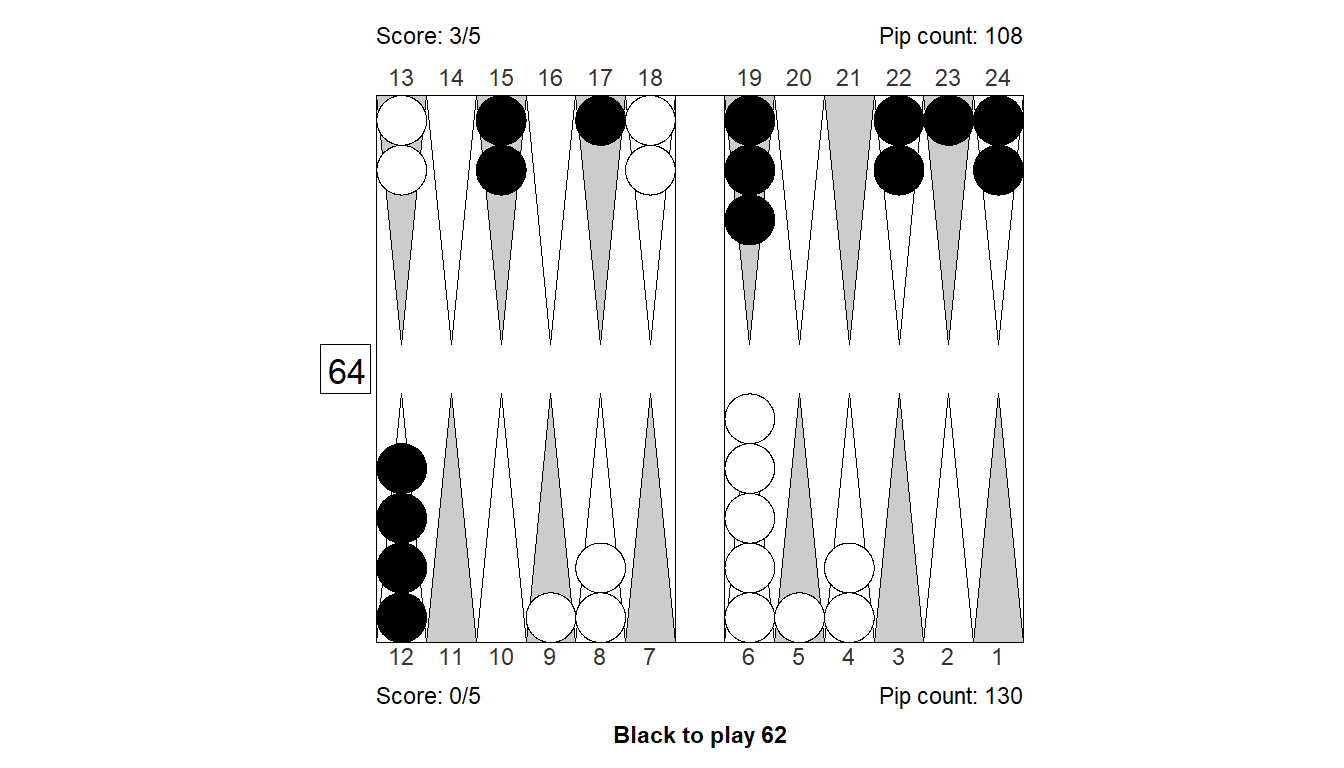 Score: 3/5 Pip count: 108
13 14 15 16 17 18 19 20 21 22 23 24
64
12 11 10 9 8 7 6 5 4 3 2 1
Score: 0/5 Pip count: 130
Black to play 62